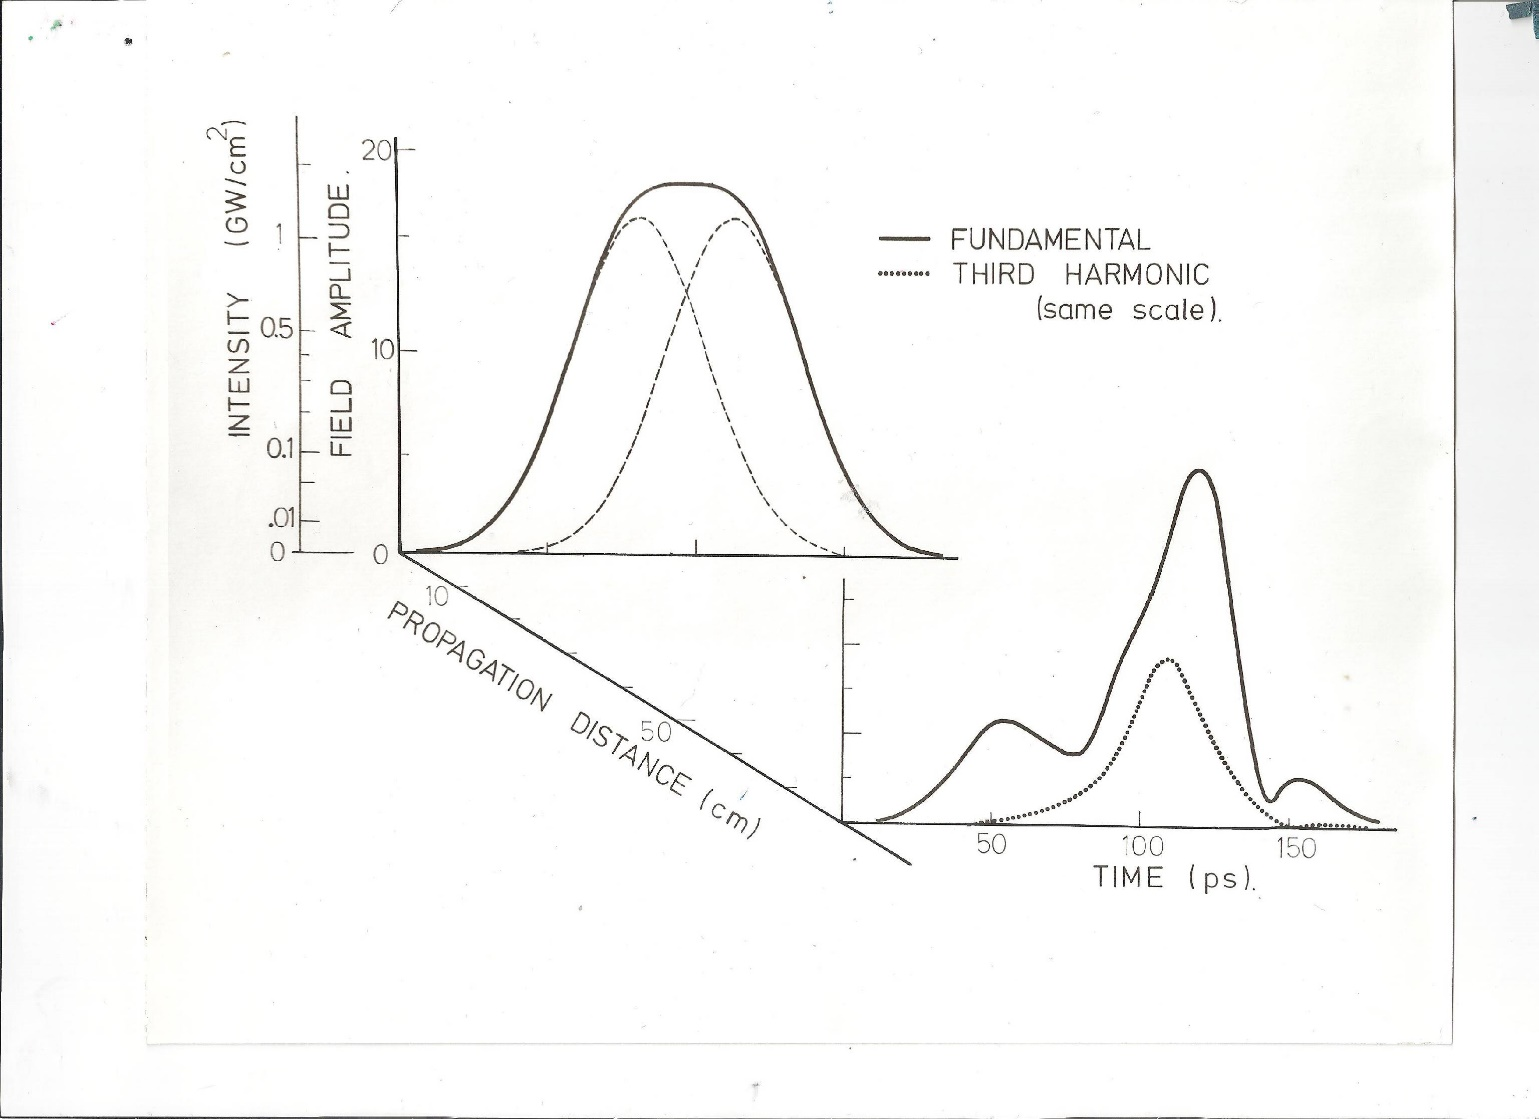 INTENSITY (GW/cm²)
1
0.5
0.1
.01
0
FIELD AMPLITUDE.
20
10
0
FUNDAMENTAL
THIRD HARMONIC
(same scale).
10
50
PROPAGATION DISTANCE (cm)
50
100
150
TIME (ps).